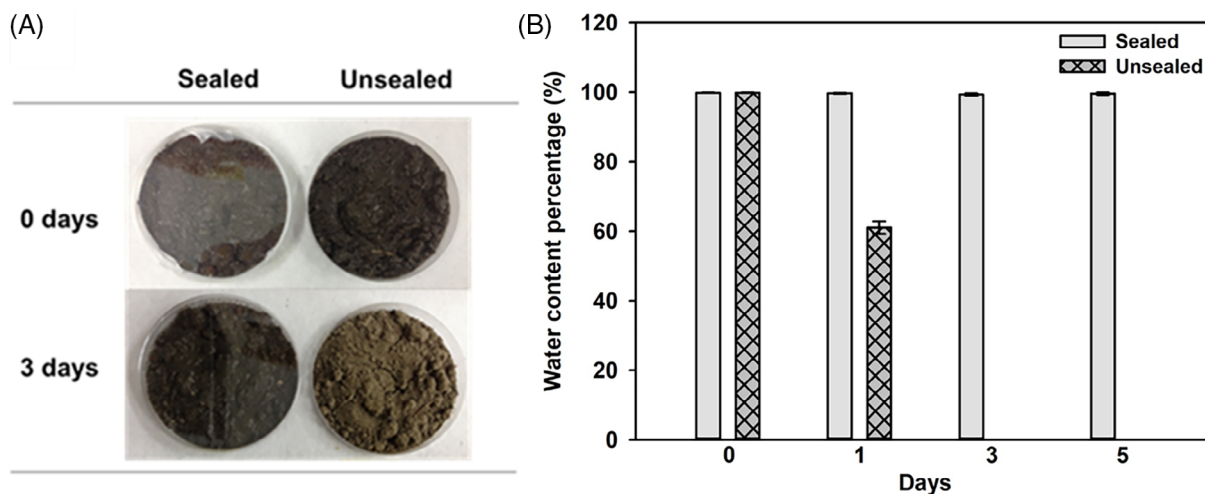 (A)
Sealed Unsealed
0 days
3 days
(B)
Water content percentage (%)
120
100
80
60
40
20
0
Sealed
Unsealed
0 1 3 5
Days